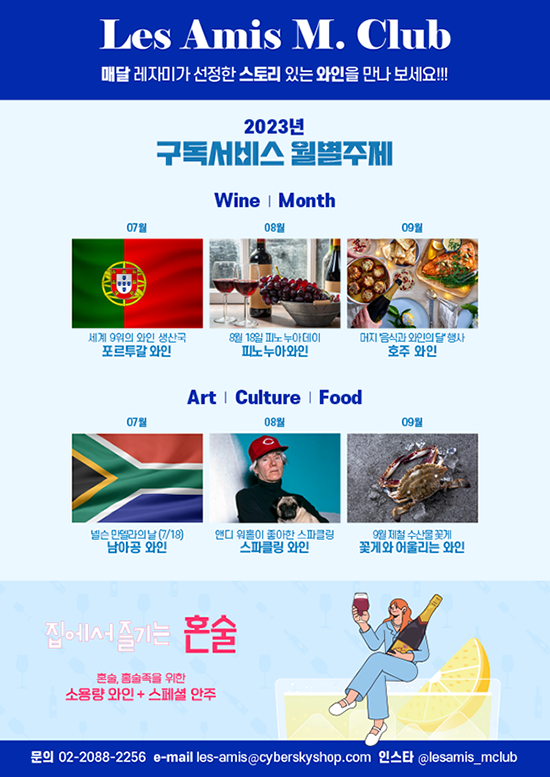 Les Amis M. Club
매달 레자미가 선정한 스토리 있는 와인을 만나 보세요!!!
2023년
구독서비스 월별주제
Wine | Month
07월 08월 09월
세계 9위의 와인 생산국
포르투갈 와인
8월 18일 피노누아데이
피노누아와인
머지 "음식과 와인의 달" 행사
호주 와인
Art | Culture | Food
07월 08월 09월
넬슨 만델라의 날 (7/18)
남아공 와인
앤디 워홀이 좋아한 스파클링
스파클링 와인
9월 제철 수산물 꽃게
꽃게와 어울리는 와인
집에서 즐기는 혼술
혼술, 홈술족을 위한
소용량 와인 + 스페셜 안주
문의 02-2088-2256 e-mail les-amis@cyberskyshop.com 인스타 @lesamis_mclub